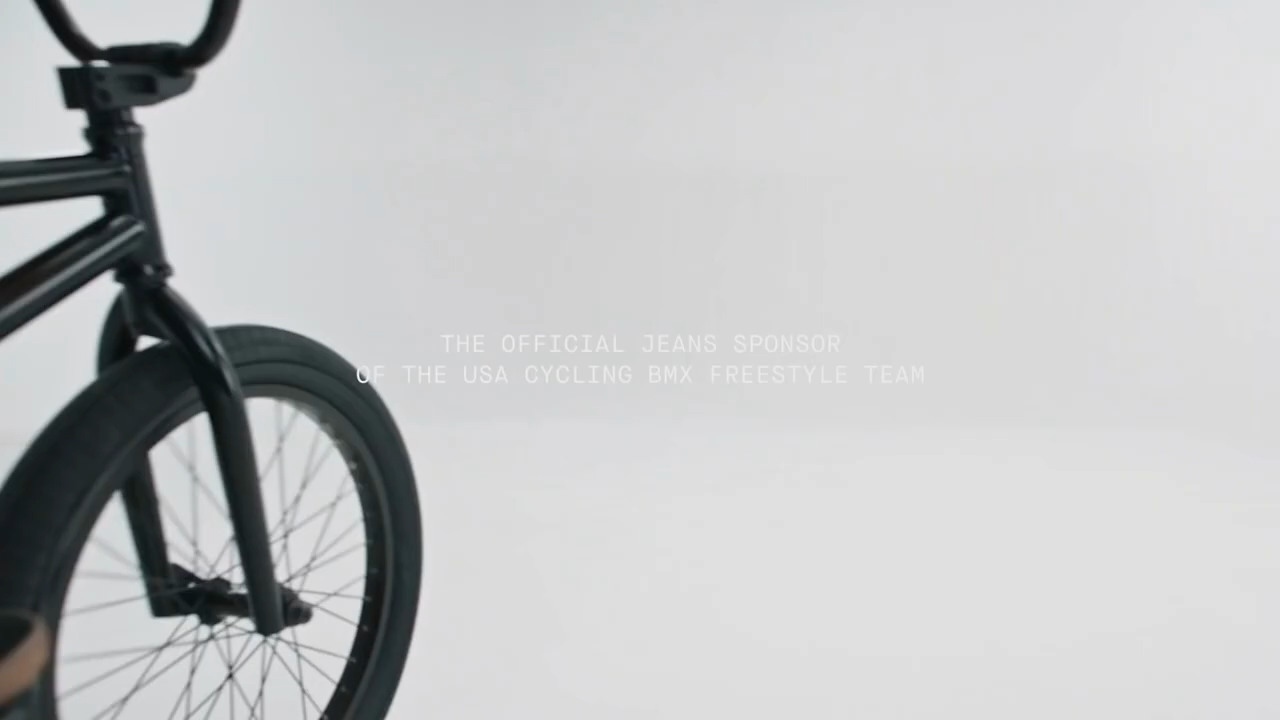 THE OFFICIAL JEANS SPONSOR
OF THE USA CYCLING BMX FREESTYLE TEAM